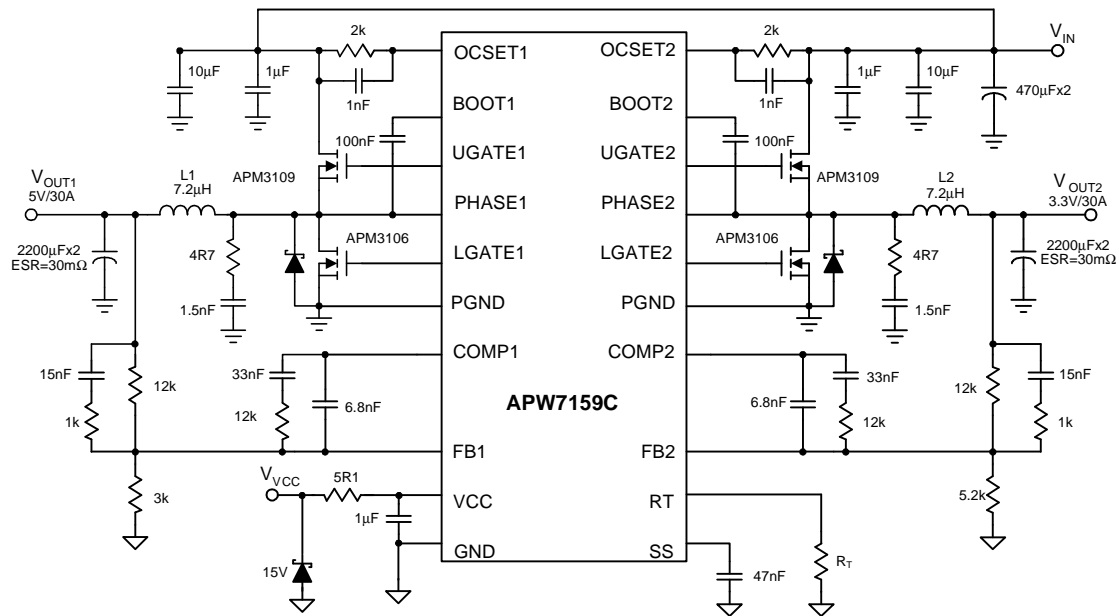 2k
OCSET1
OCSET2
2k
V_IN
10μF
1μF
1nF
1nF
1μF
10μF
470μFx2
BOOT1
BOOT2
100nF
100nF
UGATE1
UGATE2
V_OUT1
5V/30A
L1
7.2μH
APM3109
APM3109
L2
7.2μH
V_OUT2
3.3V/30A
PHASE1
PHASE2
2200μFx2
ESR=30mΩ
4R7
APM3106
LGATE1
LGATE2
APM3106
4R7
2200μFx2
ESR=30mΩ
1.5nF
PGND
PGND
1.5nF
COMP1
COMP2
15nF
12k
33nF
33nF
12k
15nF
1k
12k
6.8nF
APW7159C
6.8nF
12k
1k
FB1
FB2
3k
V_VCC
5R1
VCC
RT
5.2k
1μF
15V
GND
SS
47nF
R_T